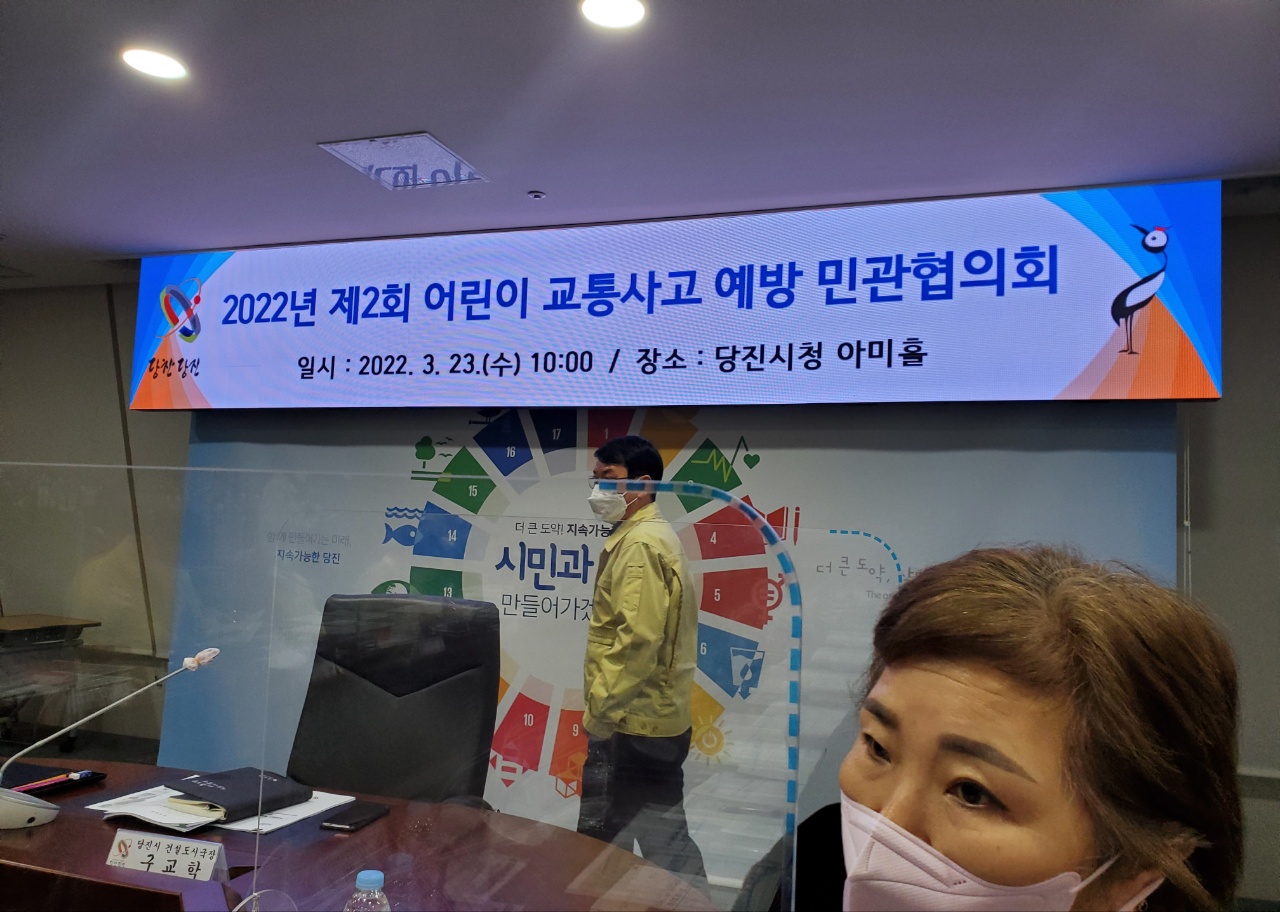 2022년 제2회 어린이 교통사고 예방 민관협의회
당찬 당진
일시 : 2022. 3. 23.(수) 10:00 / 장소 : 당진시청 아미홀
17
1
16
15
14
13
4
5
6
10
9
더 큰 도약! 지속가능
시민과
만들어가
지속가능한 당진
더 큰 도약,
당진시 건설도시국장
구 교 학